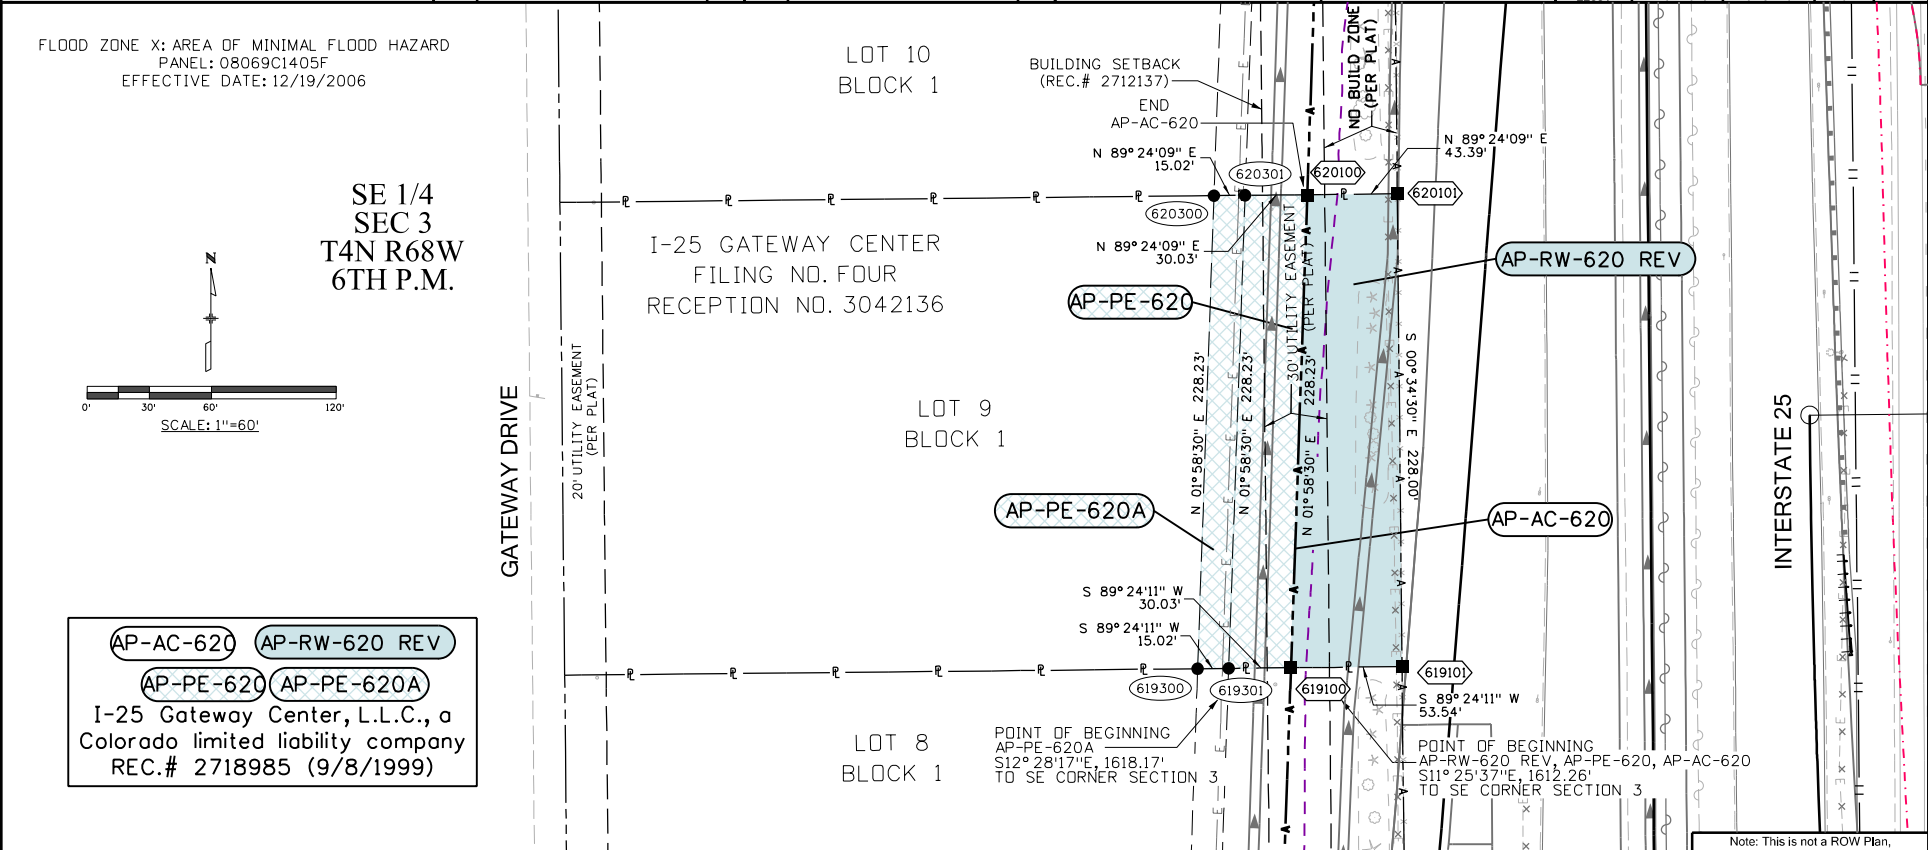 FLOOD ZONE X: AREA OF MINIMAL FLOOD HAZARD
PANEL: 08069C1405F
EFFECTIVE DATE: 12/19/2006
SE 1/4
SEC 3
T4N R68W
6TH P.M.
N
0' 30' 60' 120'
SCALE: 1"=60'
LOT 10
BLOCK 1
BUILDING SETBACK
(REC.# 2712137)
END
AP-AC-620
NO BUILD ZONE
(PER PLAT)
N 89°24'09" E
15.02'
N 89°24'09" E
43.39'
620301
620100
620101
620300
N 89°24'09" E
30.03'
I-25 GATEWAY CENTER
FILING NO. FOUR
RECEPTION NO. 3042136
AP-PE-620
AP-RW-620 REV
30' UTILITY EASEMENT
(PER PLAT)
GATEWAY DRIVE
20' UTILITY EASEMENT
(PER PLAT)
LOT 9
BLOCK 1
N 01°58'30" E 228.23'
N 01°58'30" E 228.23'
N 01°58'30" E 228.23'
S 00°34'30" E 228.00'
INTERSTATE 25
AP-PE-620A
AP-AC-620
S 89°24'11" W
30.03'
S 89°24'11" W
15.02'
619300
619301
619100
619101
S 89°24'11" W
53.54'
AP-AC-620 AP-RW-620 REV
AP-PE-620 AP-PE-620A
I-25 Gateway Center, L.L.C., a
Colorado limited liability company
REC.# 2718985 (9/8/1999)
LOT 8
BLOCK 1
POINT OF BEGINNING
AP-PE-620A
S12°28'17"E, 1618.17'
TO SE CORNER SECTION 3
POINT OF BEGINNING
AP-RW-620 REV, AP-PE-620, AP-AC-620
S11°25'37"E, 1612.26'
TO SE CORNER SECTION 3
Note: This is not a ROW Plan,